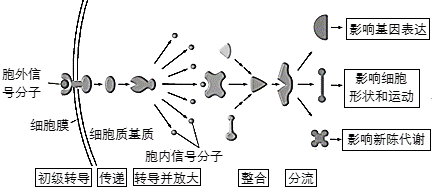 胞外信
号分子
细胞膜
细胞质基质
胞内信号分子
影响基因表达
影响细胞
形状和运动
影响新陈代谢
初级转导
传递
转导并放大
整合
分流